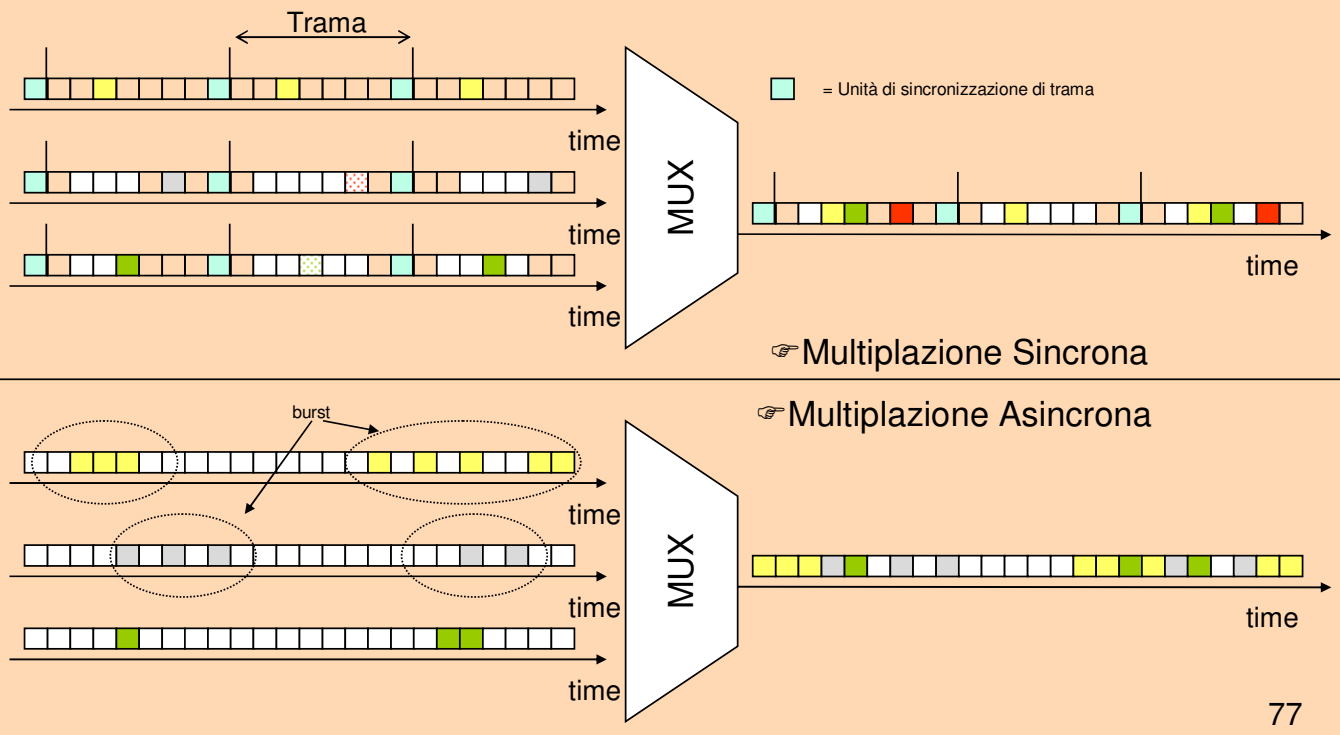 Trama
time
time
time
MUX
= Unità di sincronizzazione di trama
time
☞Multiplazione Sincrona
☞Multiplazione Asincrona
burst
time
time
time
MUX
time
77